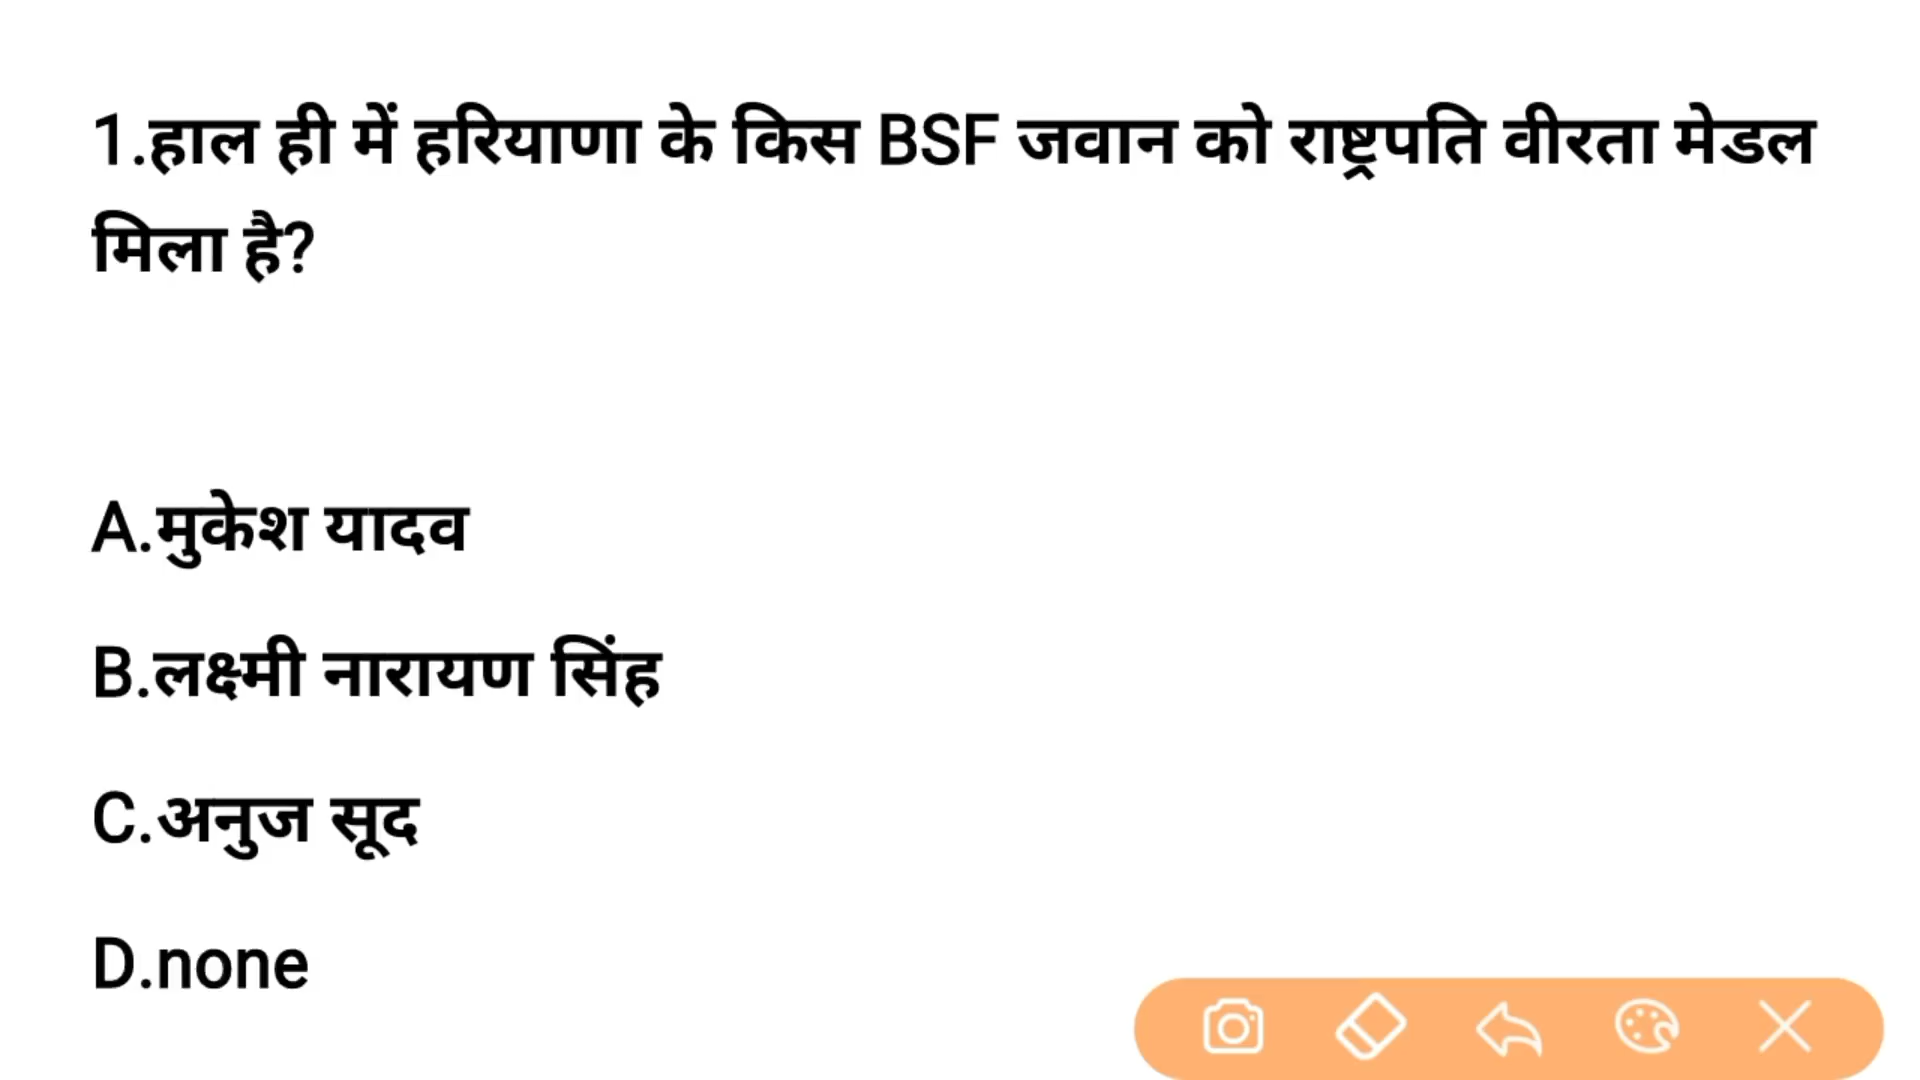 1.हाल ही में हरियाणा के किस BSF जवान को राष्ट्रपति वीरता मेडल
मिला है?
A.मुकेश यादव
B.लक्ष्मी नारायण सिंह
C.अनुज सूद
D.none